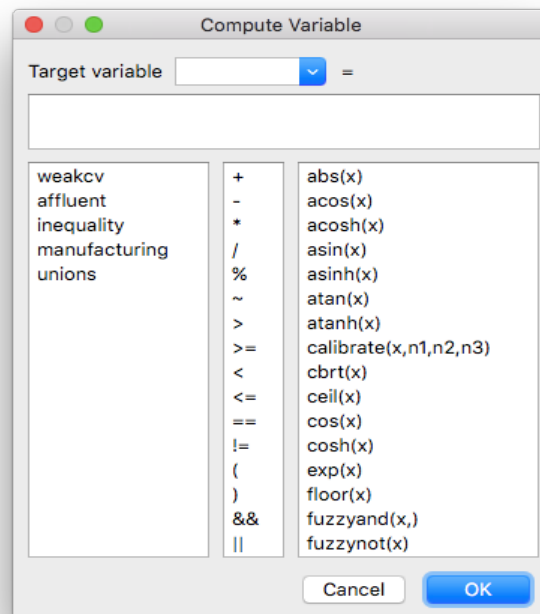 Compute Variable
Target variable =
weakcv
affluent
inequality
manufacturing
unions
+
-
*
/
%
~
>
>=
<
<=
==
!=
(
)
&&
||
abs(x)
acos(x)
acosh(x)
asin(x)
asinh(x)
atan(x)
atanh(x)
calibrate(x,n1,n2,n3)
cbrt(x)
ceil(x)
cos(x)
cosh(x)
exp(x)
floor(x)
fuzzyand(x,)
fuzzynot(x)
Cancel OK